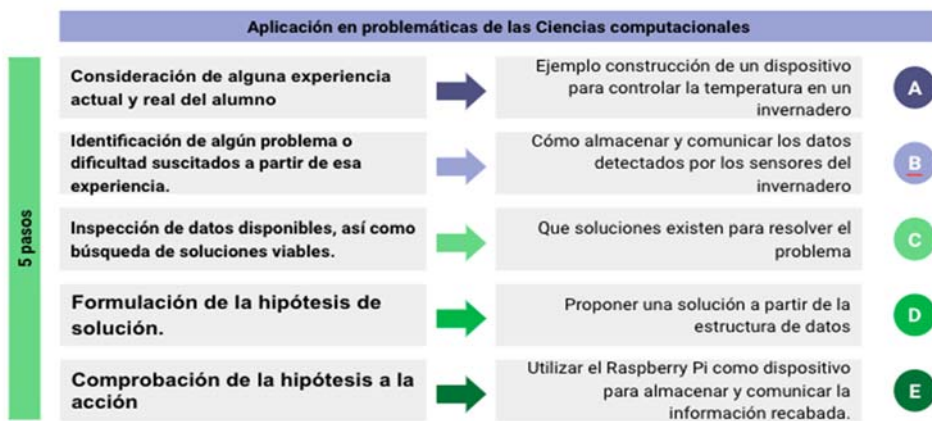 Aplicación en problemáticas de las Ciencias computacionales
5 pasos
Consideración de alguna experiencia
actual y real del alumno
Ejemplo construcción de un dispositivo
para controlar la temperatura en un
invernadero
A
Identificación de algún problema o
dificultad suscitados a partir de esa
experiencia.
Cómo almacenar y comunicar los datos
detectados por los sensores del
invernadero
B
Inspección de datos disponibles, así como
búsqueda de soluciones viables.
Que soluciones existen para resolver el
problema
C
Formulación de la hipótesis de
solución.
Proponer una solución a partir de la
estructura de datos
D
Comprobación de la hipótesis a la
acción
Utilizar el Raspberry Pi como dispositivo
para almacenar y comunicar la
información recabada.
E